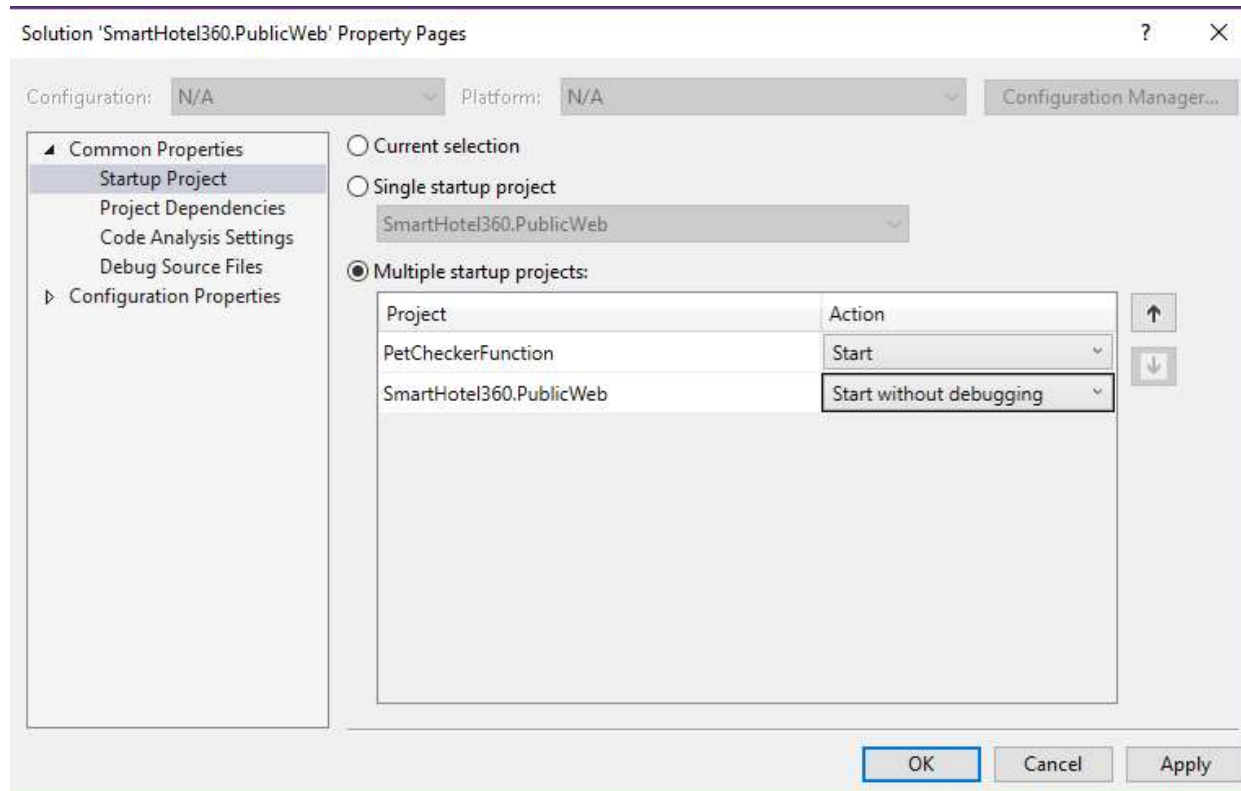 Solution 'SmartHotel360.PublicWeb' Property Pages
?
Configuration: N/A Platform: N/A Configuration Manager...
Common Properties
Startup Project
Project Dependencies
Code Analysis Settings
Debug Source Files
Configuration Properties
Current selection
Single startup project
SmartHotel360.PublicWeb
Multiple startup projects:
Project Action
PetCheckerFunction Start
SmartHotel360.PublicWeb Start without debugging
OK Cancel Apply